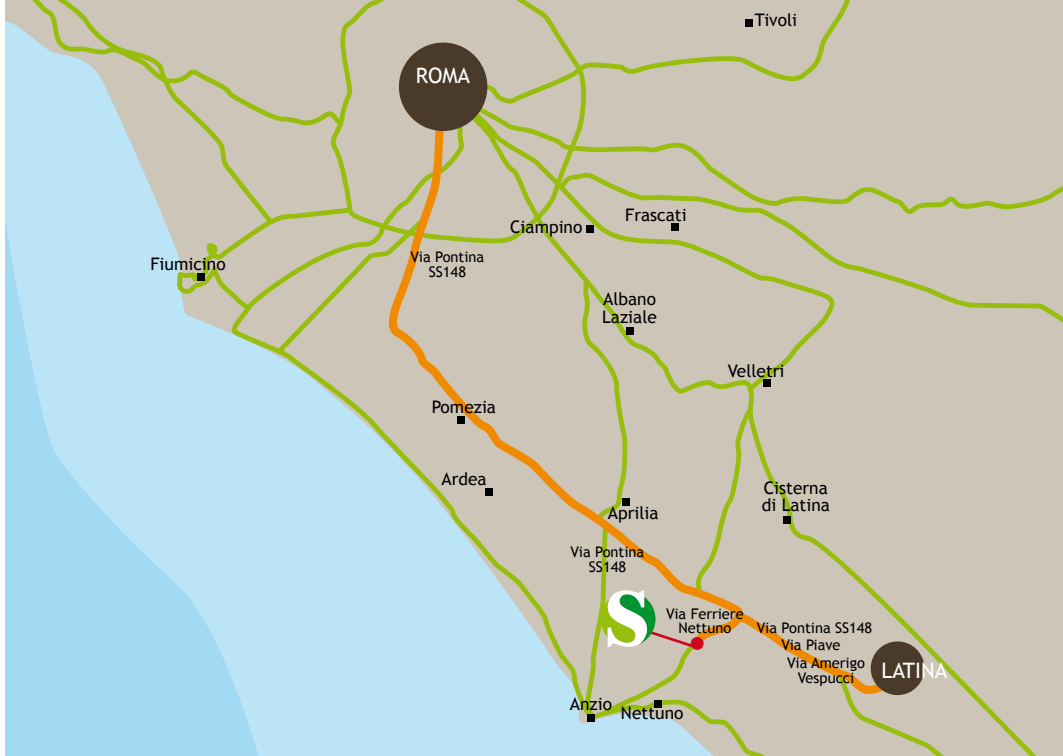 Tivoli
ROMA
Frascati
Ciampino
Via Pontina
SS148
Fiumicino
Albano
Laziale
Velletri
Pomezia
Ardea
Cisterna
di Latina
Aprilia
Via Pontina
SS148
S
Via Ferriere
Nettuno
Via Pontina SS148
Via Piave
Via Amerigo
Vespucci
LATINA
Anzio
Nettuno